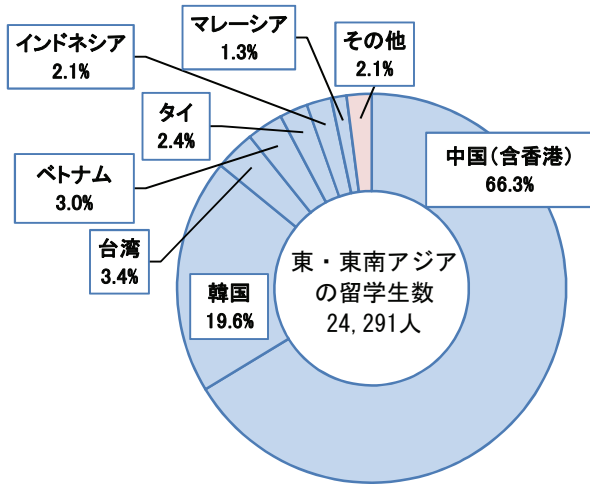 マレーシア
1.3%
その他
2.1%
インドネシア
2.1%
タイ
2.4%
中国(含香港)
66.3%
ベトナム
3.0%
台湾
3.4%
韓国
19.6%
東・東南アジア
の留学生数
24,291人